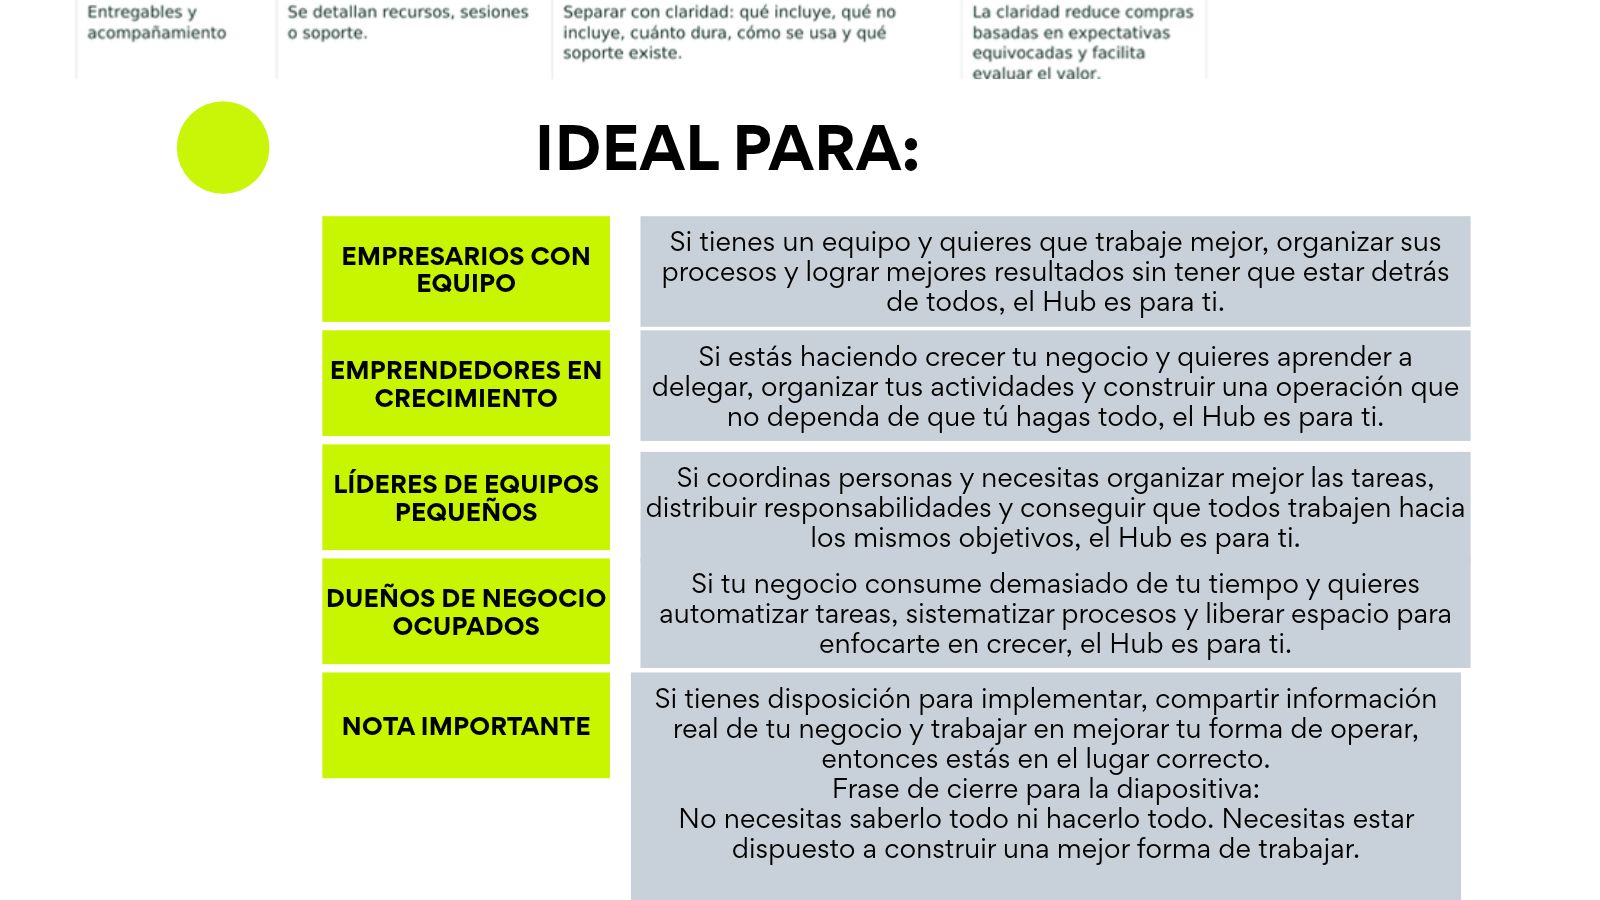 Entregables y
acompañamiento
Se detallan recursos, sesiones
o soporte.
Separar con claridad: qué incluye, qué no
incluye, cuánto dura, cómo se usa y qué
soporte existe.
La claridad reduce compras
basadas en expectativas
equivocadas y facilita
evaluar el valor.
IDEAL PARA:
EMPRESARIOS CON
EQUIPO
Si tienes un equipo y quieres que trabaje mejor, organizar sus
procesos y lograr mejores resultados sin tener que estar detrás
de todos, el Hub es para ti.
EMPRENDEDORES EN
CRECIMIENTO
Si estás haciendo crecer tu negocio y quieres aprender a
delegar, organizar tus actividades y construir una operación que
no dependa de que tú hagas todo, el Hub es para ti.
LÍDERES DE EQUIPOS
PEQUEÑOS
Si coordinas personas y necesitas organizar mejor las tareas,
distribuir responsabilidades y conseguir que todos trabajen hacia
los mismos objetivos, el Hub es para ti.
DUEÑOS DE NEGOCIO
OCUPADOS
Si tu negocio consume demasiado de tu tiempo y quieres
automatizar tareas, sistematizar procesos y liberar espacio para
enfocarte en crecer, el Hub es para ti.
NOTA IMPORTANTE
Si tienes disposición para implementar, compartir información
real de tu negocio y trabajar en mejorar tu forma de operar,
entonces estás en el lugar correcto.
Frase de cierre para la diapositiva:
No necesitas saberlo todo ni hacerlo todo. Necesitas estar
dispuesto a construir una mejor forma de trabajar.